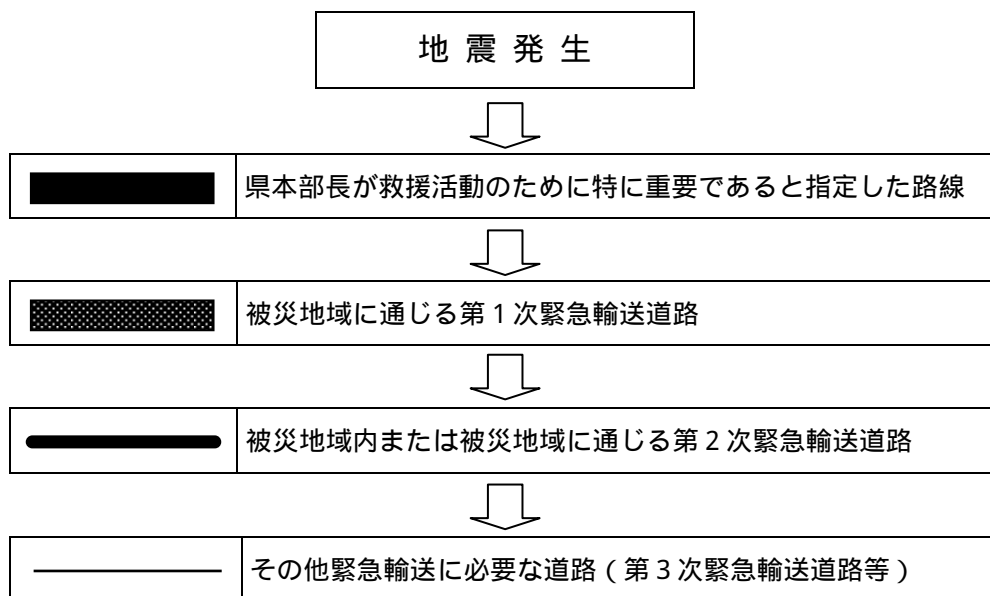 地 震 発 生
県本部長が救援活動のために特に重要であると指定した路線
被災地域に通じる第１次緊急輸送道路
被災地域内または被災地域に通じる第２次緊急輸送道路
その他緊急輸送に必要な道路（第３次緊急輸送道路等）